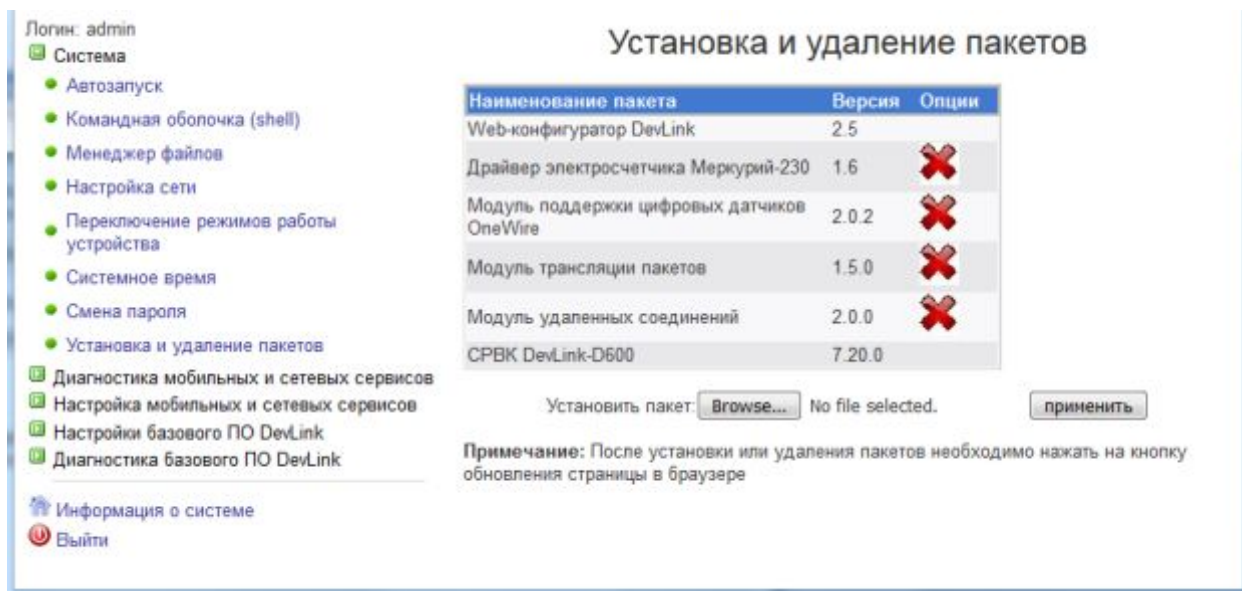 Логин: admin
Система
Автозапуск
Командная оболочка (shell)
Менеджер файлов
Настройка сети
Переключение режимов работы
устройства
Системное время
Смена пароля
Установка и удаление пакетов
Диагностика мобильных и сетевых сервисов
Настройка мобильных и сетевых сервисов
Настройки базового ПО DevLink
Диагностика базового ПО DevLink
Информация о системе
Выйти
Установка и удаление пакетов
Наименование пакета Версия Опции
Web-конфигуратор DevLink 2.5
Драйвер электросчетчика Меркурий-230 1.6
Модуль поддержки цифровых датчиков
OneWire 2.0.2
Модуль трансляции пакетов 1.5.0
Модуль удаленных соединений 2.0.0
СРВК DevLink-D600 7.20.0
Установить пакет: Browse... No file selected. применить
Примечание: После установки или удаления пакетов необходимо нажать на кнопку
обновления страницы в браузере